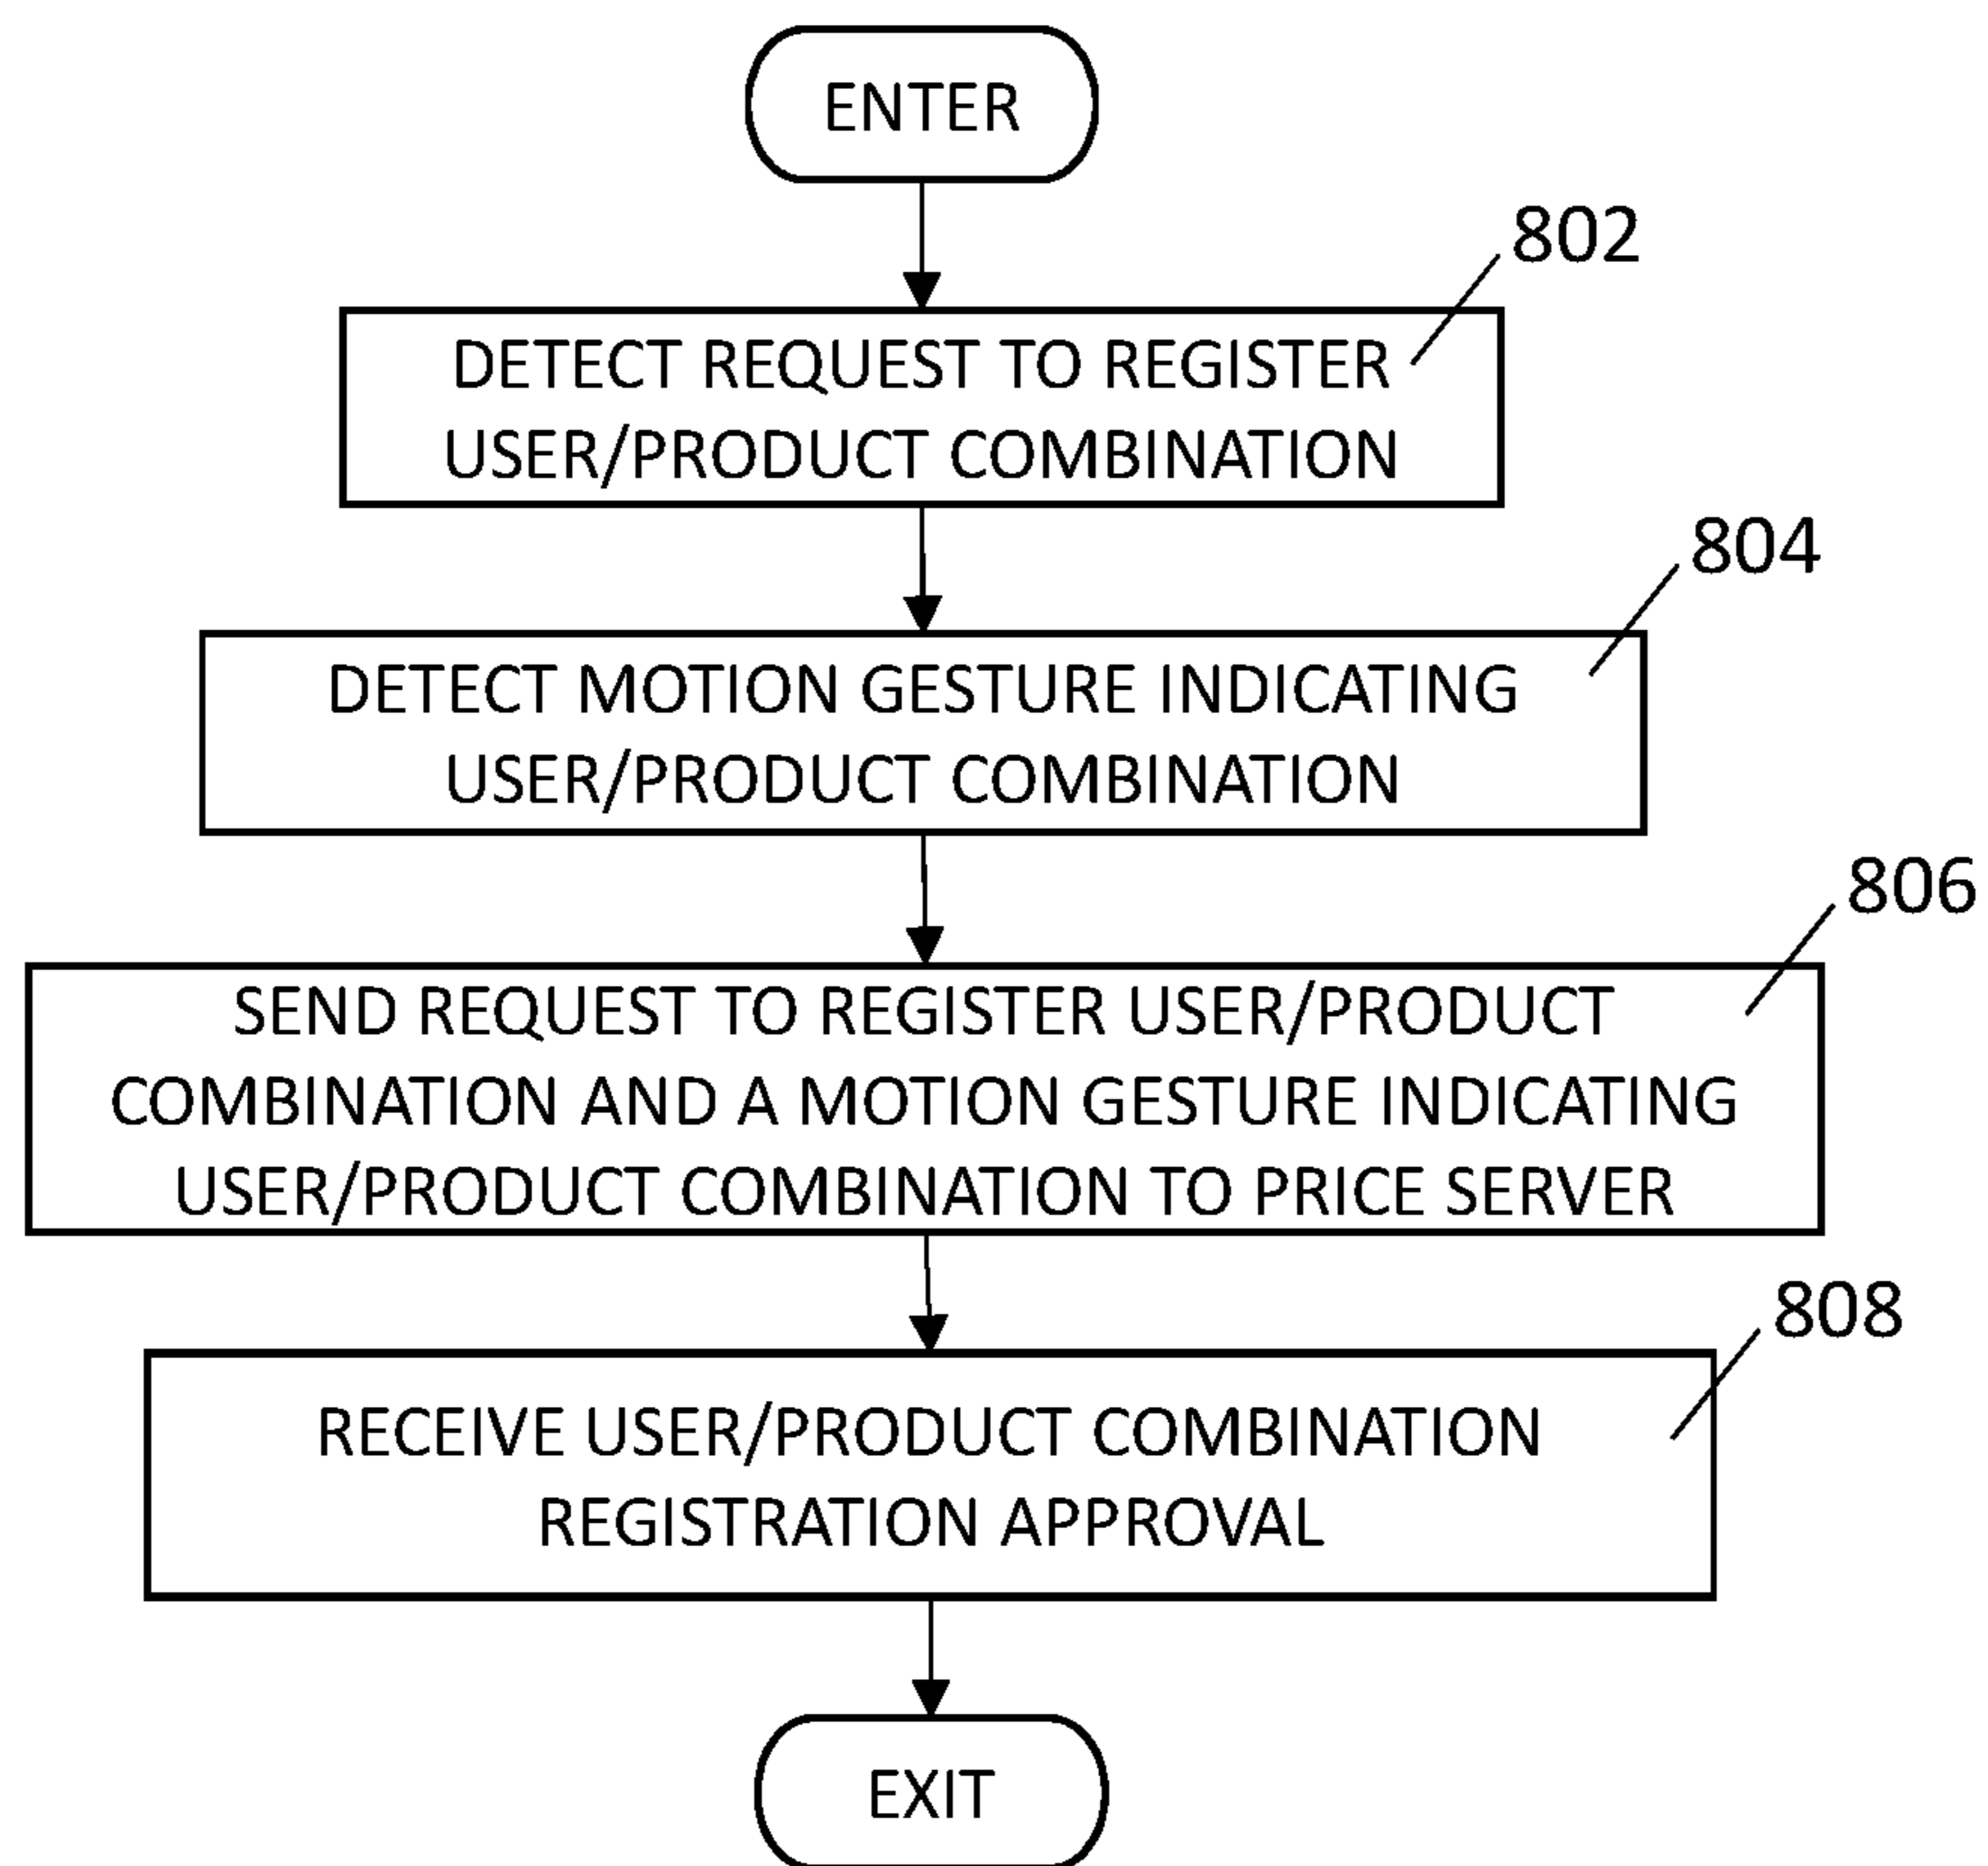 ENTER
802
DETECT REQUEST TO REGISTER
USER/PRODUCT COMBINATION
804
DETECT MOTION GESTURE INDICATING
USER/PRODUCT COMBINATION
806
SEND REQUEST TO REGISTER USER/PRODUCT
COMBINATION AND A MOTION GESTURE INDICATING
USER/PRODUCT COMBINATION TO PRICE SERVER
808
RECEIVE USER/PRODUCT COMBINATION
REGISTRATION APPROVAL
EXIT